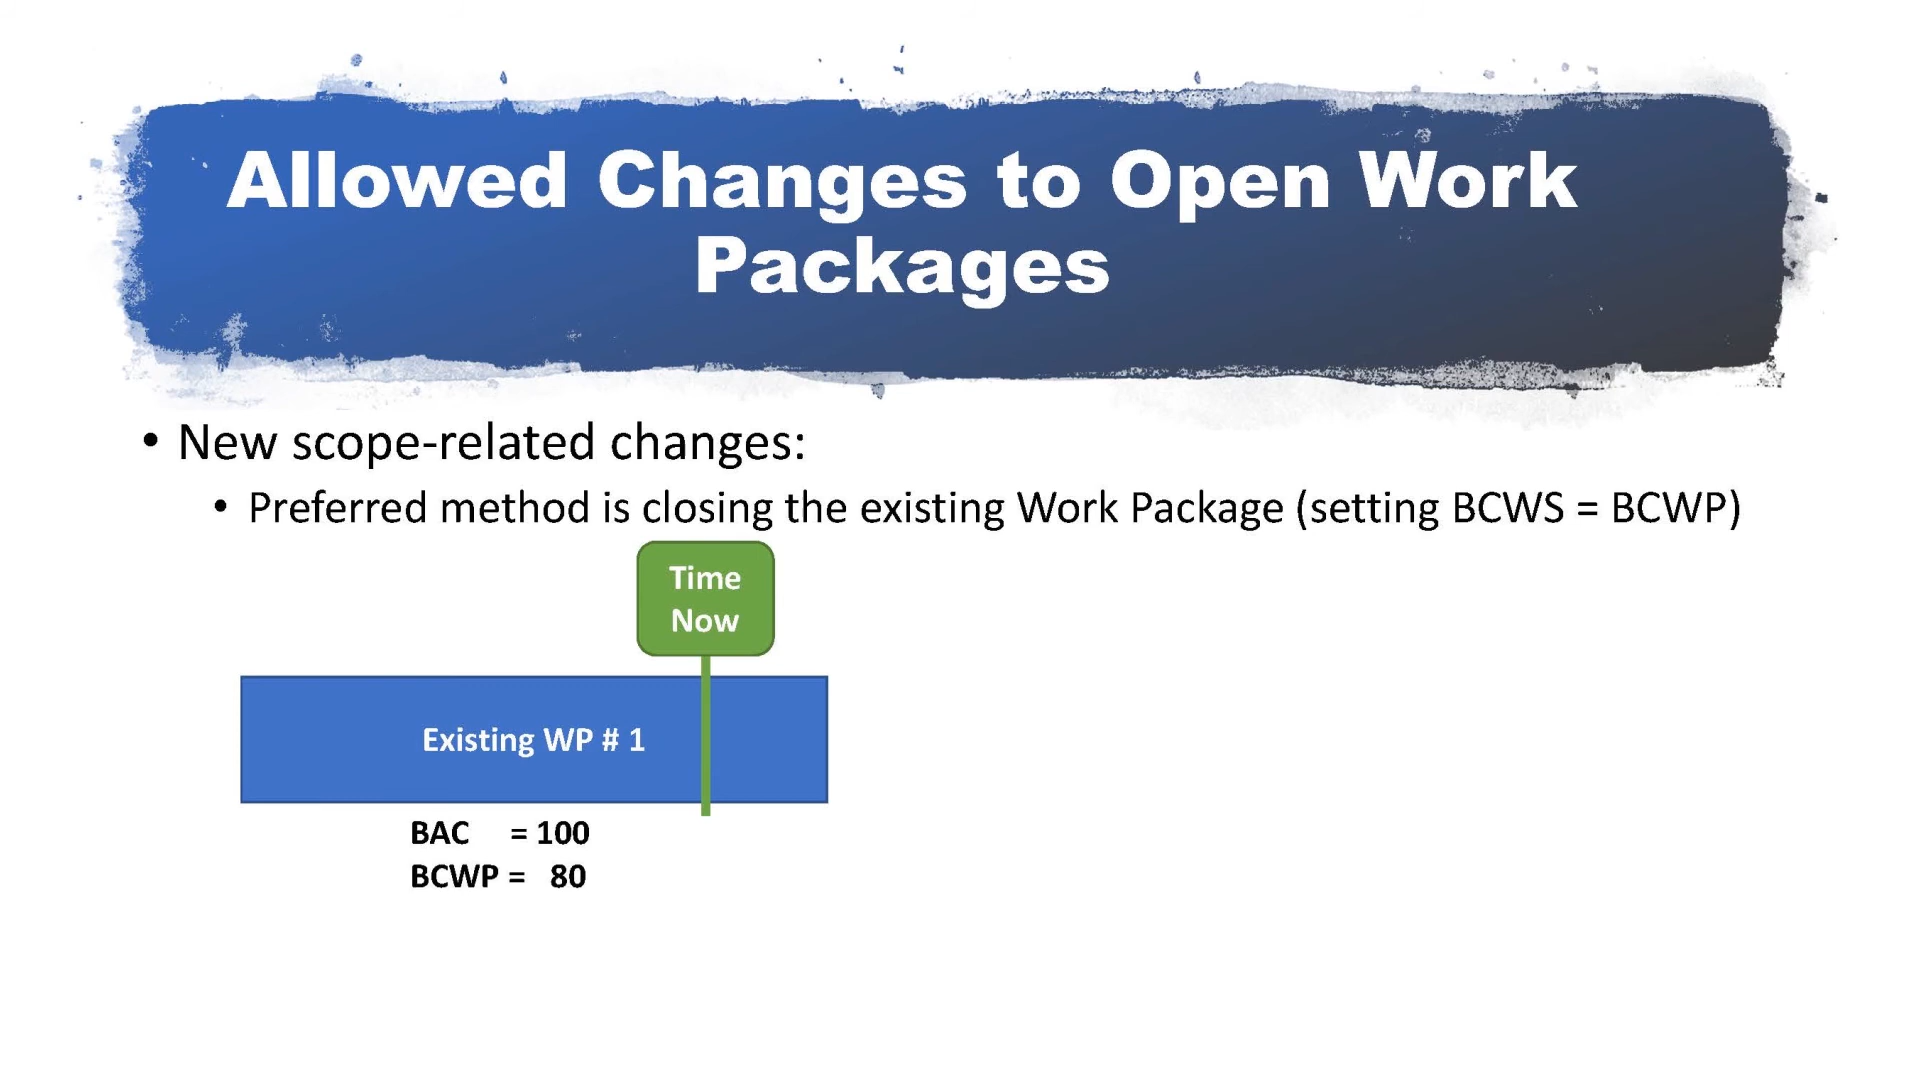 Allowed Changes to Open Work
Packages
• New scope-related changes:
• Preferred method is closing the existing Work Package (setting BCWS = BCWP)
Time
Now
Existing WP # 1
BAC = 100
BCWP = 80